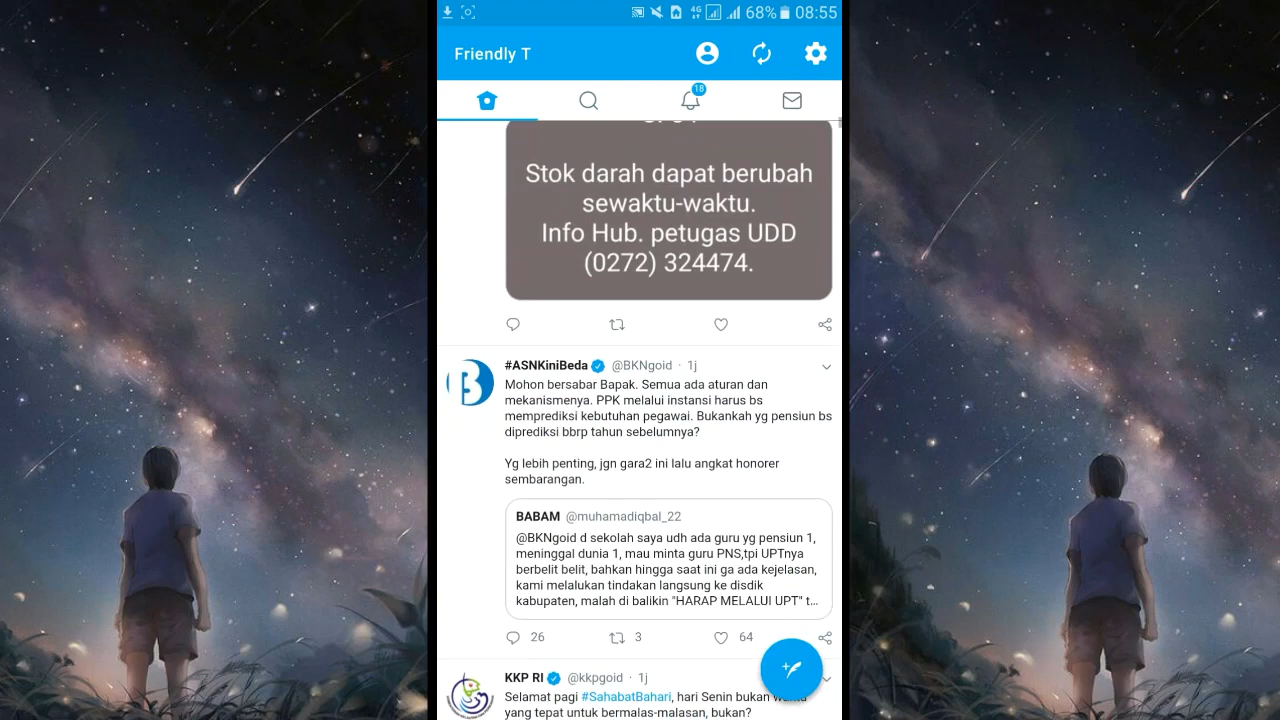 68% 08:55
Friendly T
18
Stok darah dapat berubah
sewaktu-waktu.
Info Hub. petugas UDD
(0272) 324474.
#ASNKiniBeda @BKNgoid · 1j
Mohon bersabar Bapak. Semua ada aturan dan
mekanismenya. PPK melalui instansi harus bs
memprediksi kebutuhan pegawai. Bukankah yg pensiun bs
diprediksi bbrp tahun sebelumnya?
Yg lebih penting, jgn gara2 ini lalu angkat honorer
sembarangan.
BABAM @muhamadiqbal_22
@BKNgoid d sekolah saya udh ada guru yg pensiun 1,
meninggal dunia 1, mau minta guru PNS,tpi UPTnya
berbelit belit, bahkan hingga saat ini ga ada kejelasan,
kami melalukan tindakan langsung ke disdik
kabupaten, malah di balikin "HARAP MELALUI UPT" t...
26 3 64
KKP RI @kkpgoid · 1j
Selamat pagi #SahabatBahari, hari Senin bukan waktu
yang tepat untuk bermalas-malasan, bukan?